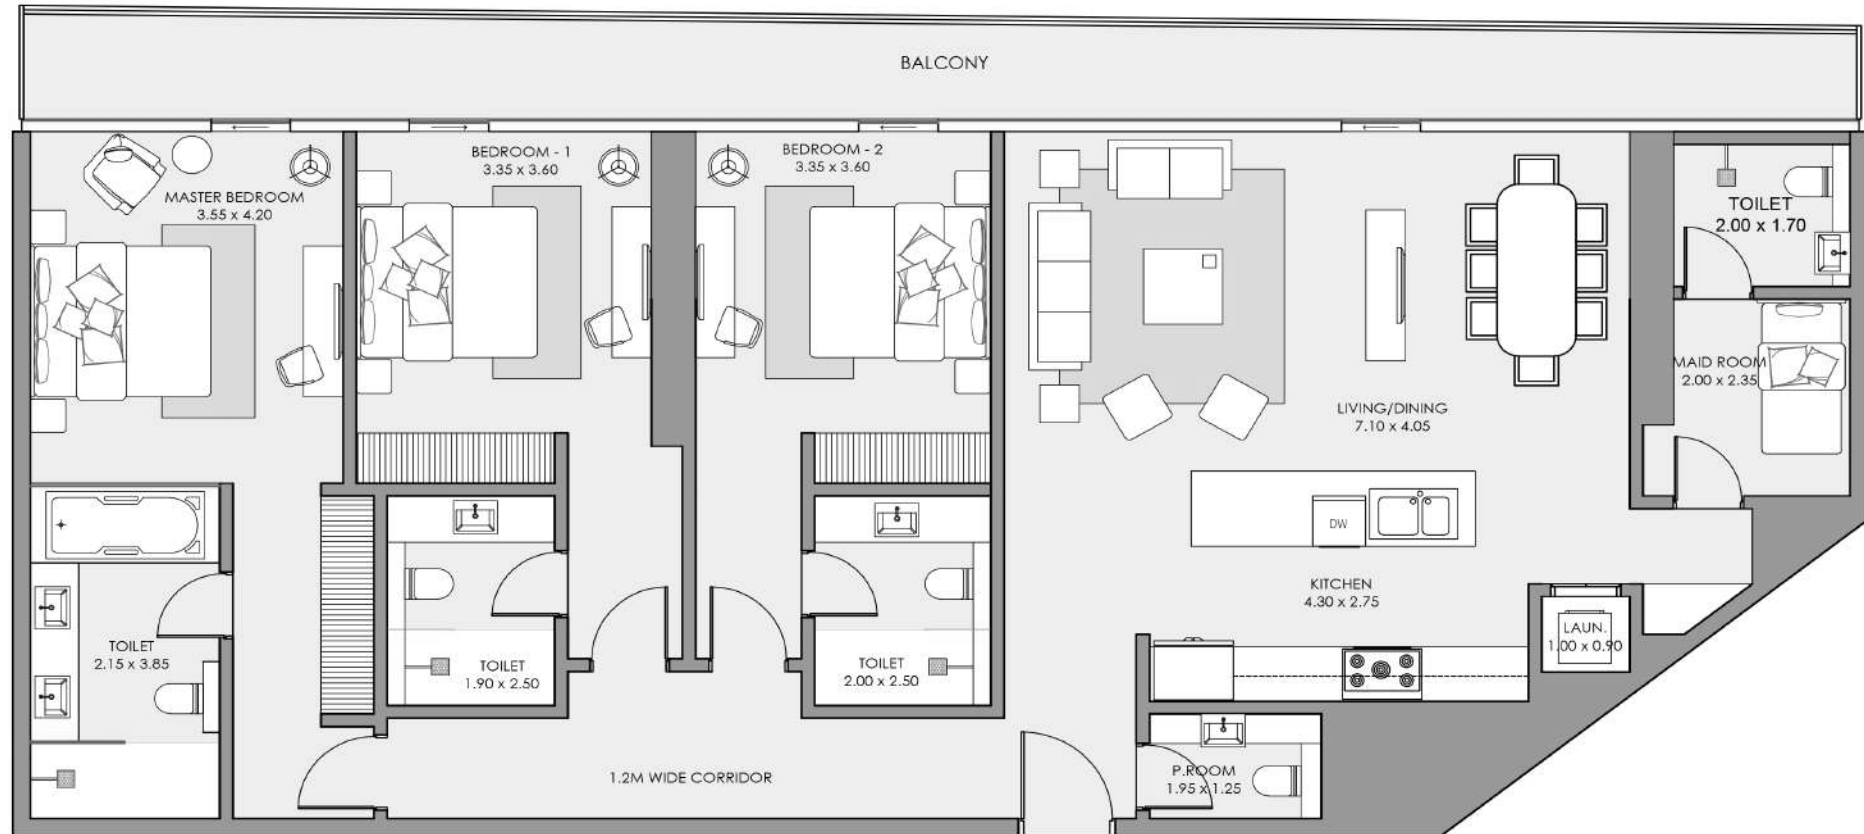 BALCONY
MASTER BEDROOM
3.55 x 4.20
BEDROOM - 1
3.35 x 3.60
BEDROOM - 2
3.35 x 3.60
TOILET
2.00 x 1.70
MAID ROOM
2.00 x 2.35
LIVING/DINING
7.10 x 4.05
DW
KITCHEN
4.30 x 2.75
LAUN.
1.00 x 0.90
TOILET
2.15 x 3.85
TOILET
1.90 x 2.50
TOILET
2.00 x 2.50
1.2M WIDE CORRIDOR
P.ROOM
1.95 x 1.25